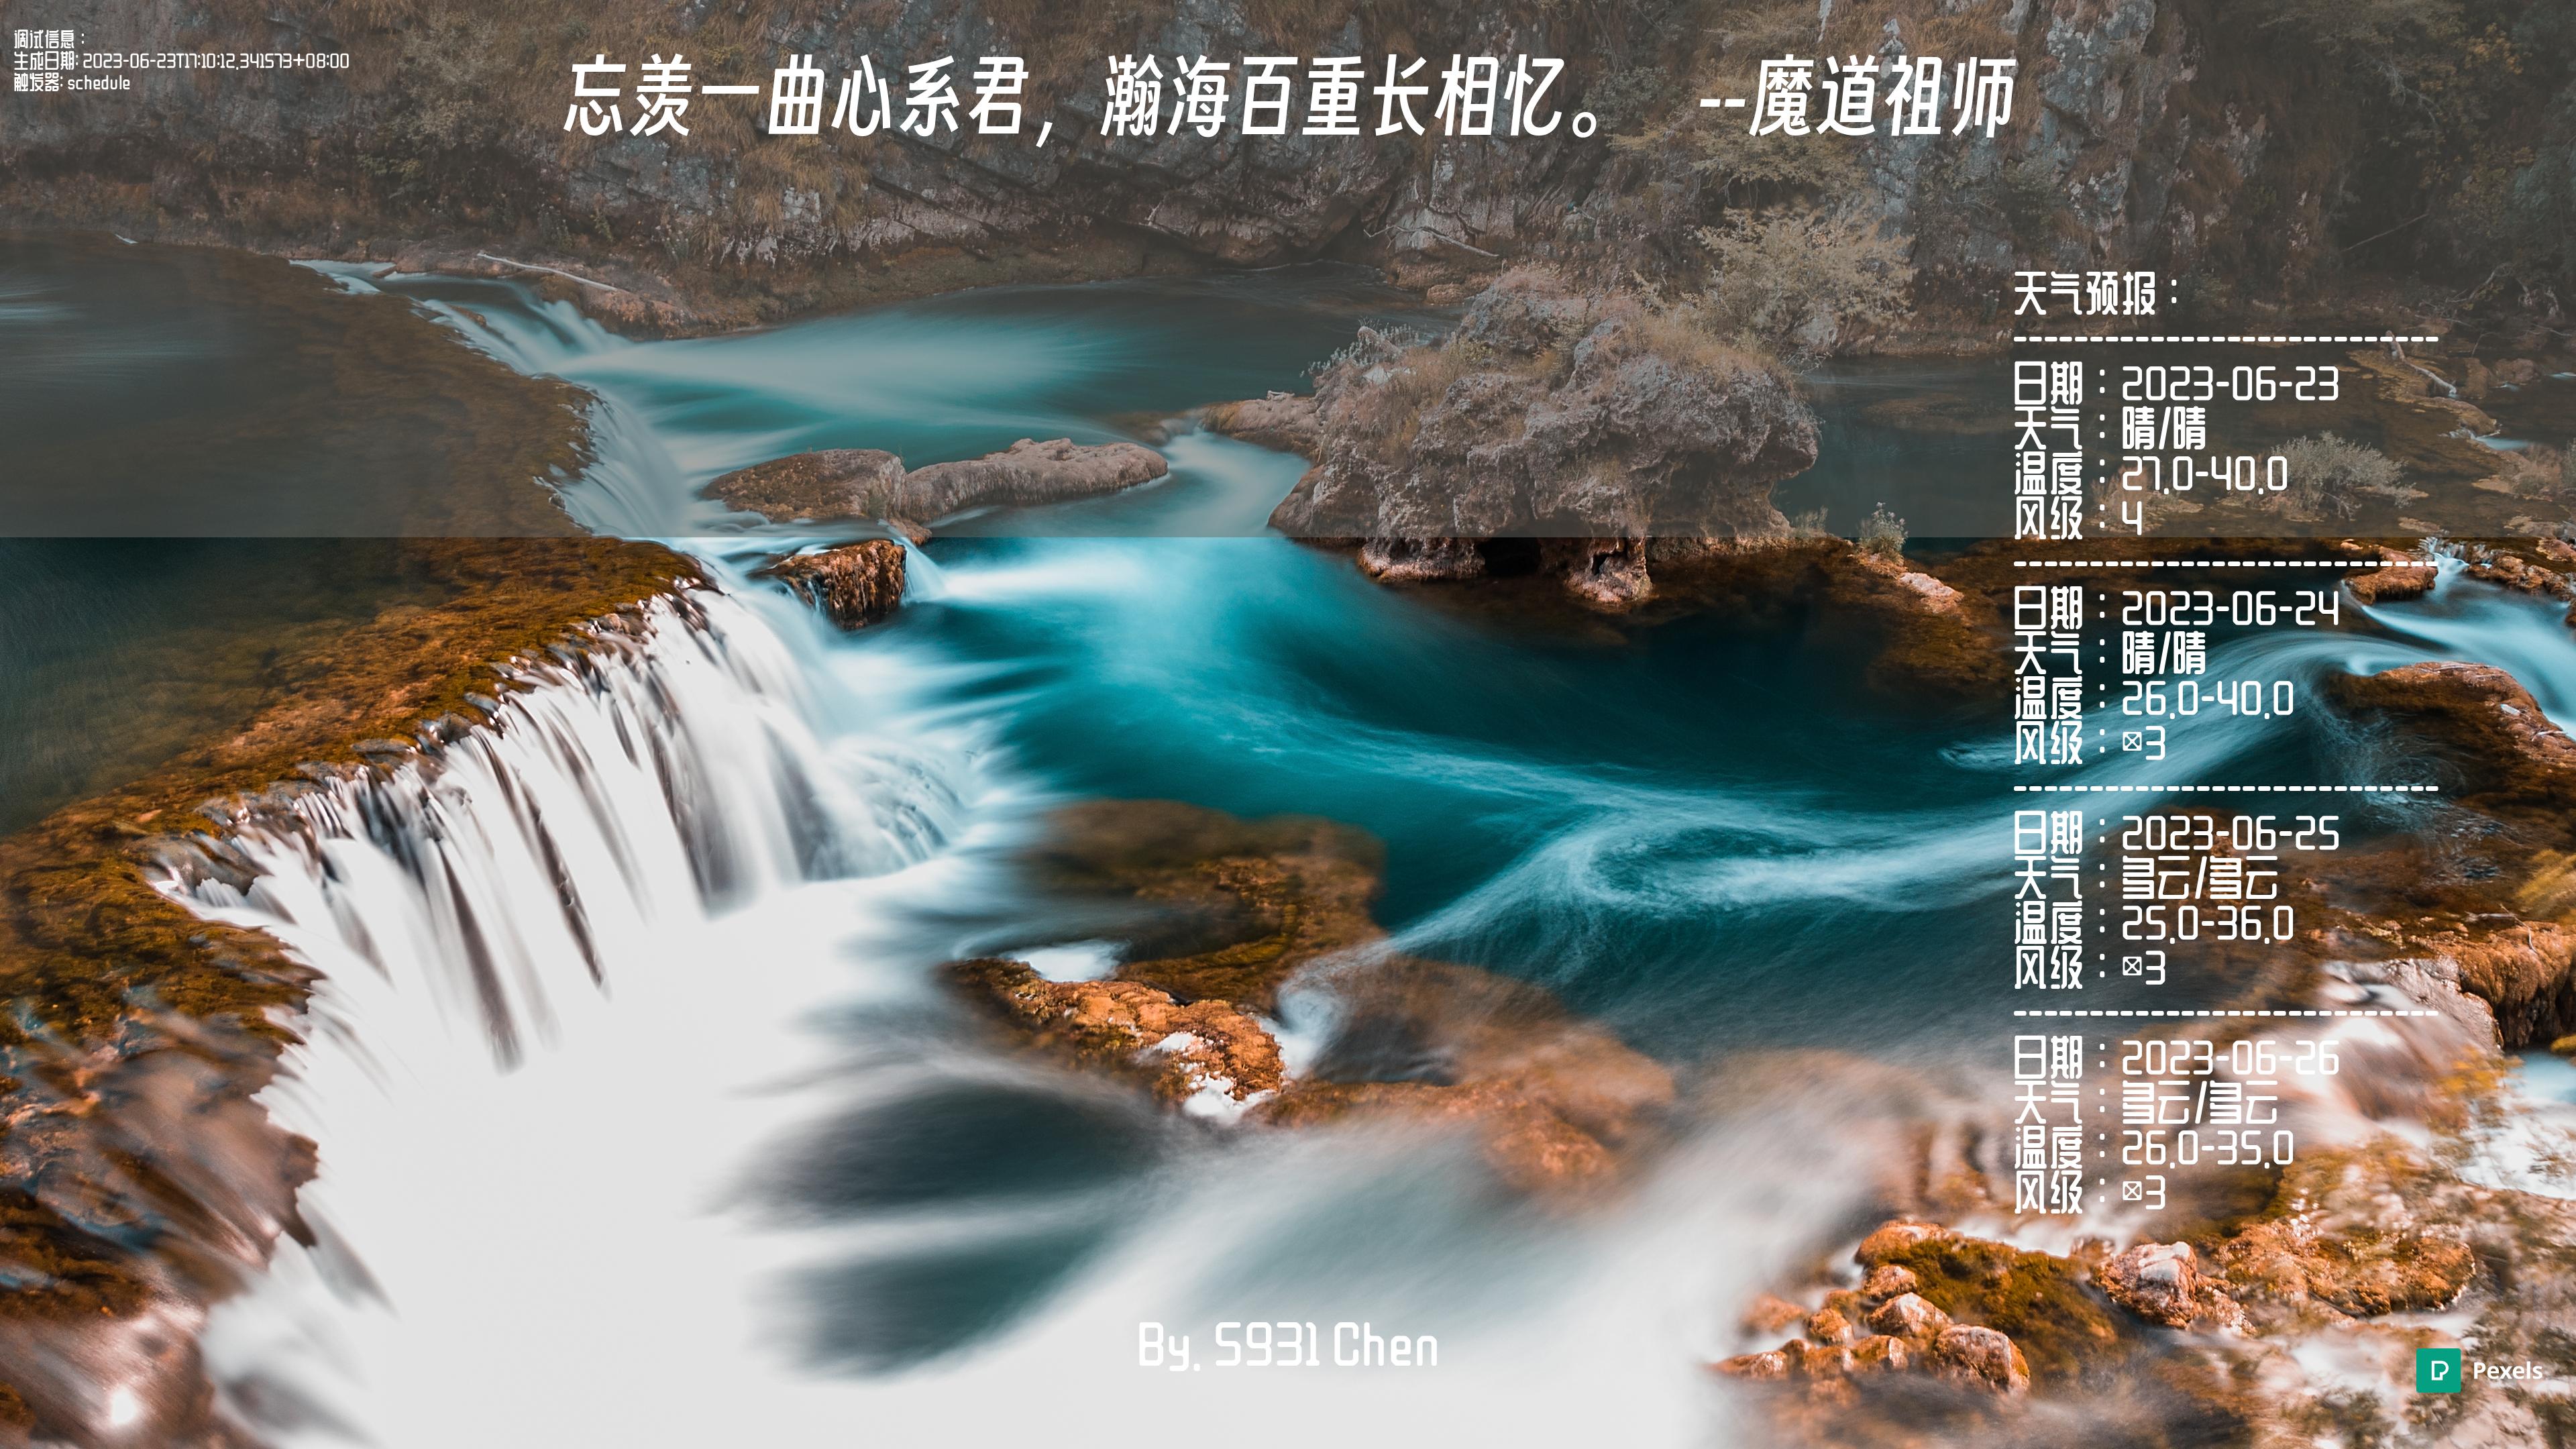 调试信息：
生成日期: 2023-06-23T17:10:12.341573+08:00
触发器: schedule
忘羡一曲心系君，瀚海百重长相忆。 --魔道祖师
天气预报：
----------------------------
日期：2023-06-23
天气：晴/晴
温度：27.0-40.0
风级：4
----------------------------
日期：2023-06-24
天气：晴/晴
温度：26.0-40.0
风级：☒3
----------------------------
日期：2023-06-25
天气：多云/多云
温度：25.0-36.0
风级：☒3
----------------------------
日期：2023-06-26
天气：多云/多云
温度：26.0-35.0
风级：☒3
By. S931 Chen
Pexels